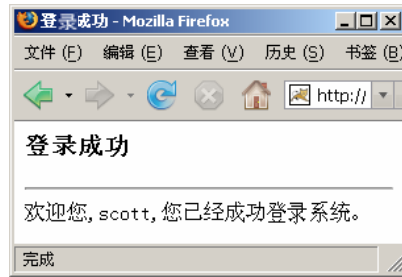 登录成功 - Mozilla Firefox
文件 (F) 编辑 (E) 查看 (V) 历史 (S) 书签 (B)
http://
登录成功
欢迎您,scott,您已经成功登录系统。
完成